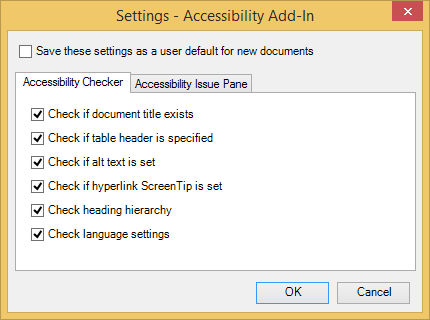 Settings - Accessibility Add-In
Save these settings as a user default for new documents
Accessibility Checker
Accessibility Issue Pane
Check if document title exists
Check if table header is specified
Check if alt text is set
Check if hyperlink ScreenTip is set
Check heading hierarchy
Check language settings
OK
Cancel